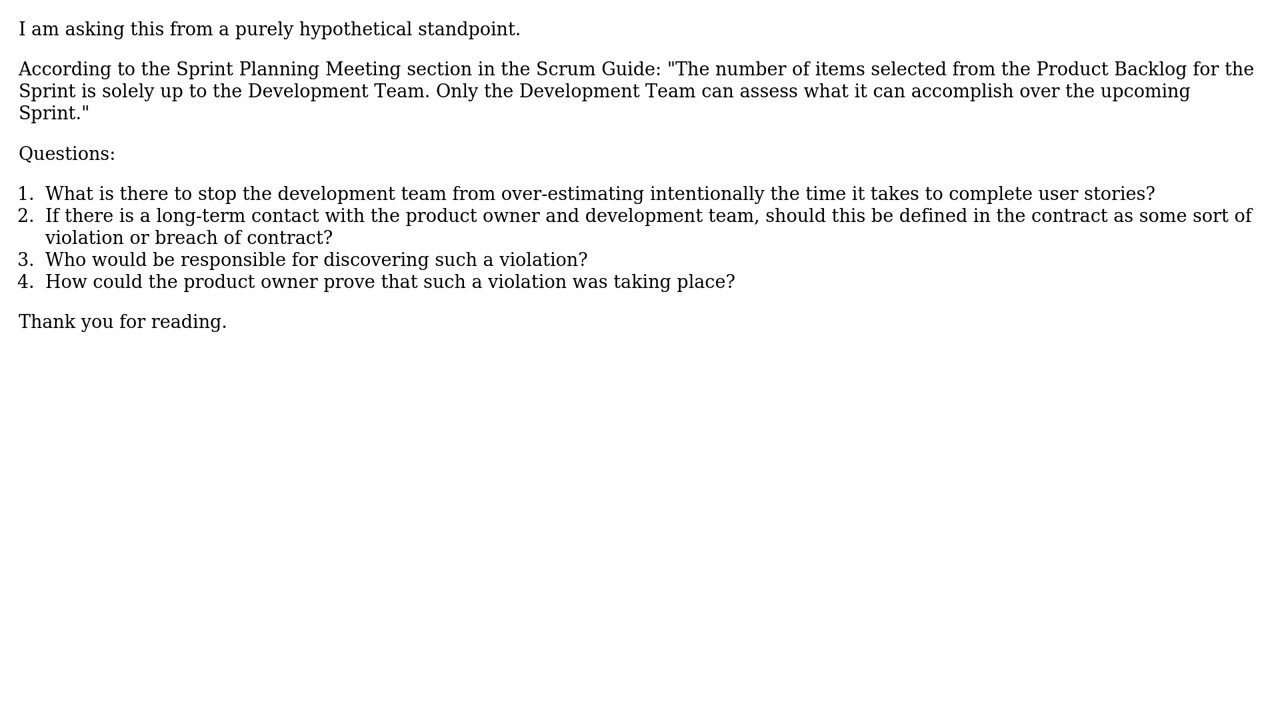 I am asking this from a purely hypothetical standpoint.
According to the Sprint Planning Meeting section in the Scrum Guide: "The number of items selected from the Product Backlog for the
Sprint is solely up to the Development Team. Only the Development Team can assess what it can accomplish over the upcoming
Sprint."
Questions:
1. What is there to stop the development team from over-estimating intentionally the time it takes to complete user stories?
2. If there is a long-term contact with the product owner and development team, should this be defined in the contract as some sort of
violation or breach of contract?
3. Who would be responsible for discovering such a violation?
4. How could the product owner prove that such a violation was taking place?
Thank you for reading.